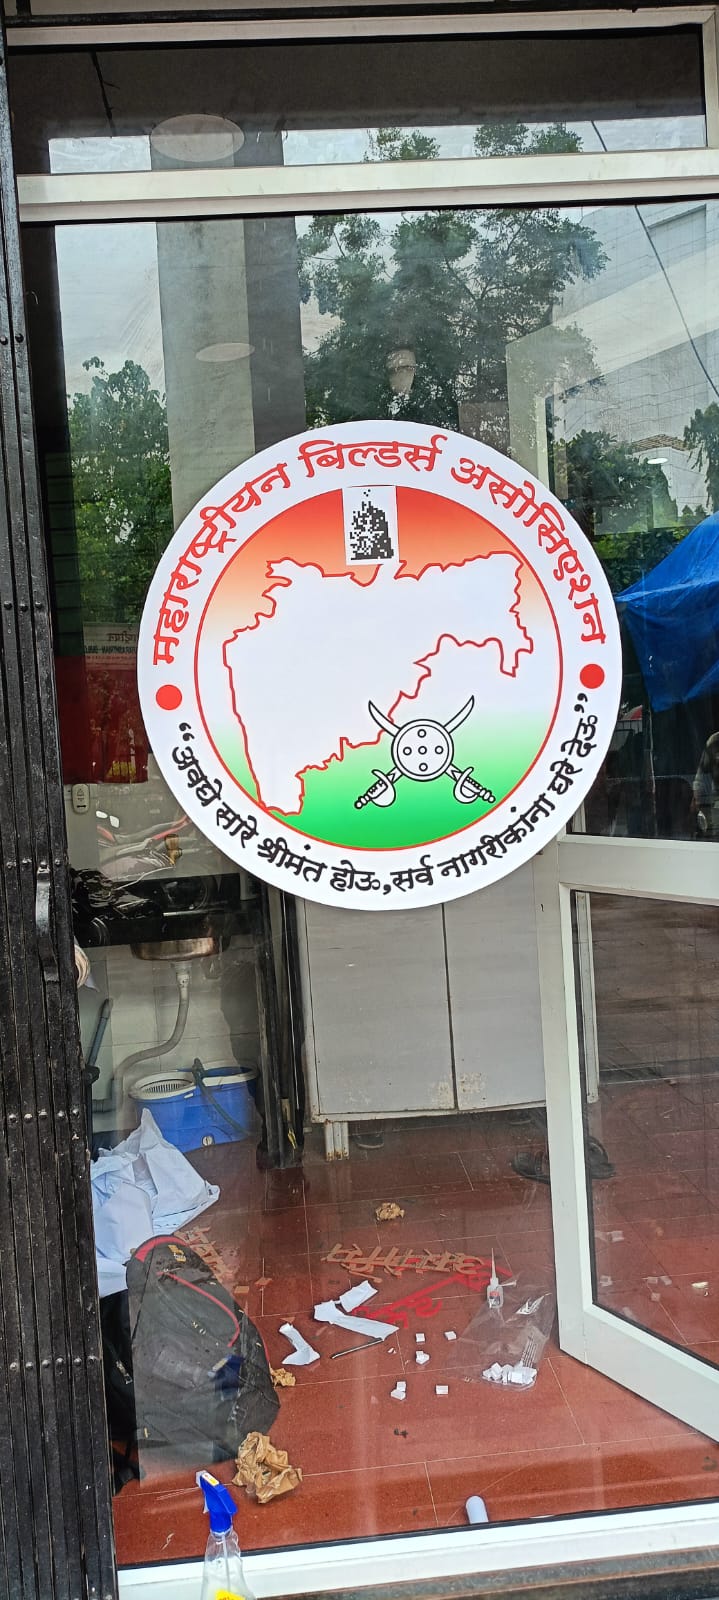 महाराष्ट्रीयन बिल्डर्स असोसिएशन
“अवघे सारे श्रीमंत होऊ, सर्व नागरीकांना घरे देऊ”